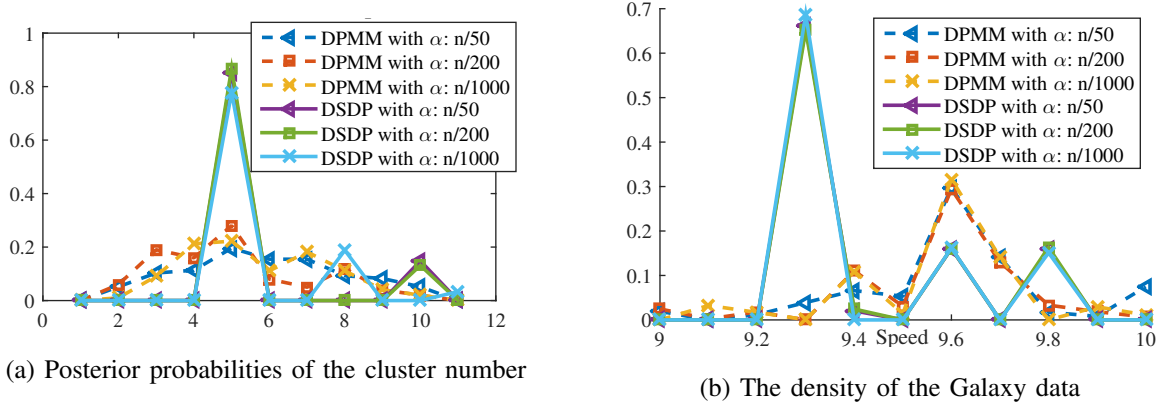 1
0.8
0.6
0.4
0.2
0
0
2
4
6
8
10
12
DPMM with α: n/50
DPMM with α: n/200
DPMM with α: n/1000
DSDP with α: n/50
DSDP with α: n/200
DSDP with α: n/1000
(a) Posterior probabilities of the cluster number
0.7
0.6
0.5
0.4
0.3
0.2
0.1
0
9
9.2
9.4
Speed
9.6
9.8
10
DPMM with α: n/50
DPMM with α: n/200
DPMM with α: n/1000
DSDP with α: n/50
DSDP with α: n/200
DSDP with α: n/1000
(b) The density of the Galaxy data